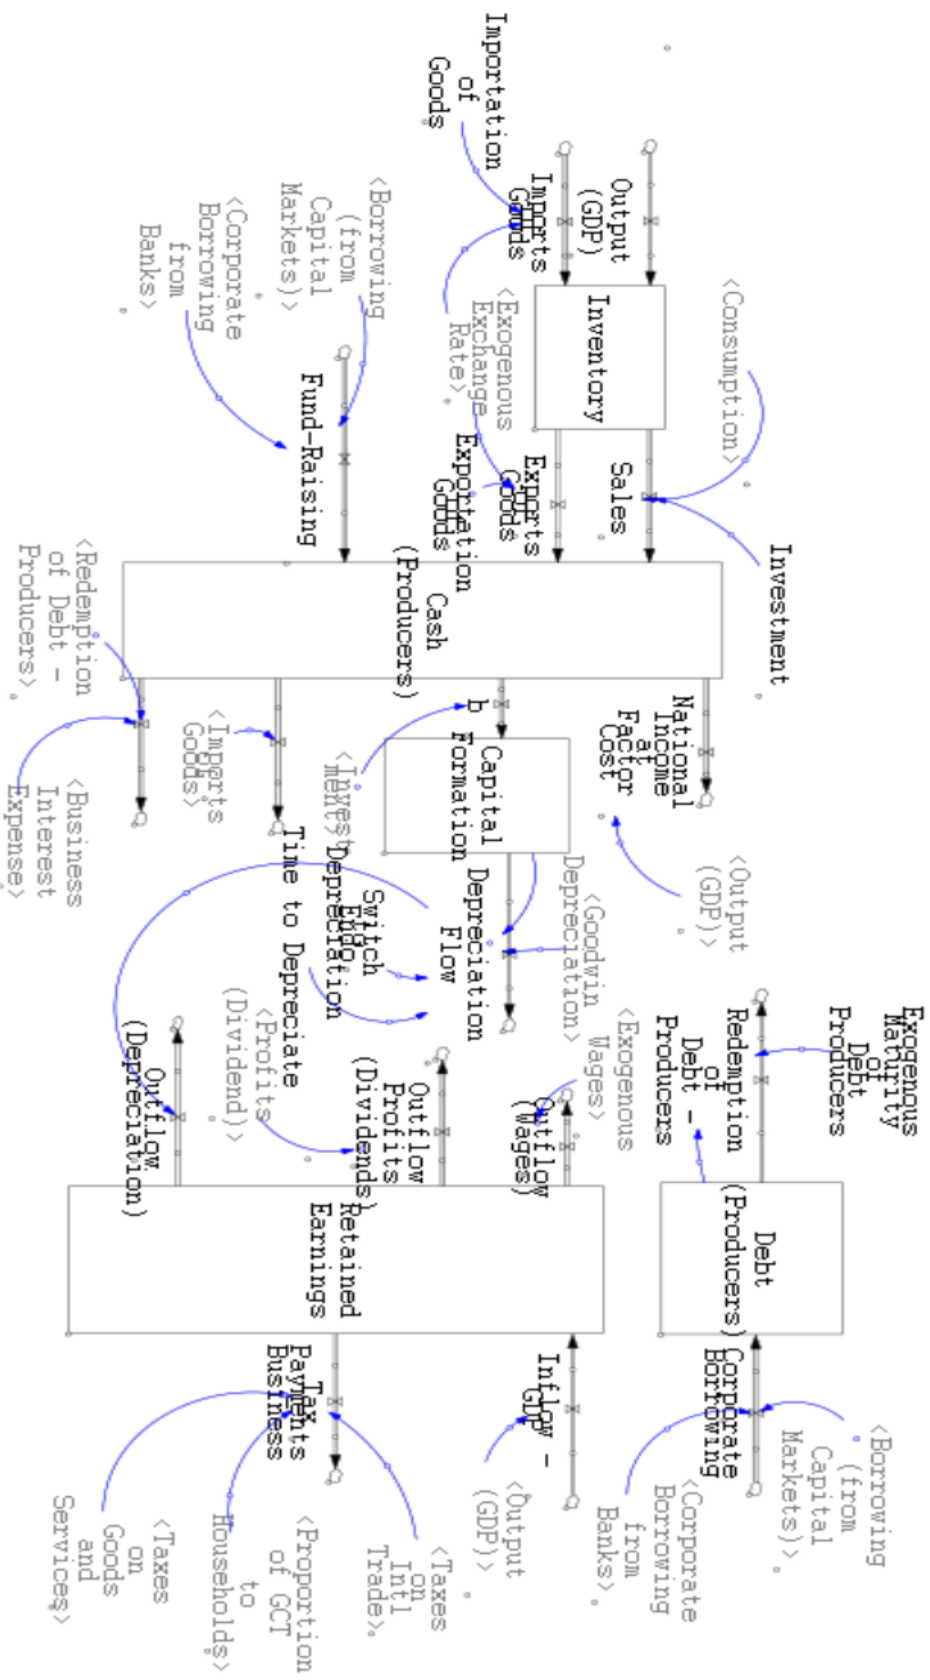 <Consumption>
Investment
Output
(GDP)
Imports
Goods
Importation
of
Goods
Inventory
Sales
Exports
Goods
Exportation
Goods
<Exogenous
Exchange
Rate>
<Borrowing
(from
Capital
Markets)>
<Corporate
Borrowing
from
Banks>
Fund-Raising
Cash
(Producers)
National
Income
at
Factor
Cost
<Output
(GDP)>
b
Capital
Formation
<Invest
ment>
<Imports
Goods>
<Redemption
of Debt -
Producers>
<Business
Interest
Expense>
Depreciation
Flow
<Goodwin
Depreciation>
Switch
Depreciation
Time to Depreciate
Exogenous
Maturity
of
Debt
Producers
Redemption
of
Debt -
Producers
Debt
(Producers)
Corporate
Borrowing
<Borrowing
(from
Capital
Markets)>
<Corporate
Borrowing
from
Banks>
<Exogenous
Wages>
Outflow
(Wages)
Outflow
Profits
(Dividends)
<Profits
(Dividend)>
Outflow
(Depreciation)
Retained
Earnings
Inflow -
GDP
<Output
(GDP)>
Tax
Payments
Business
<Taxes
on
Intl
Trade>
<Proportion
of GCT
to
Households>
<Taxes
on
Goods
and
Services>